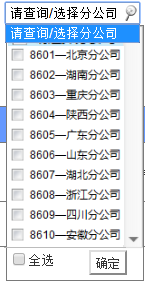 请查询/选择分公司
请查询/选择分公司
8601—北京分公司
8602—湖南分公司
8603—重庆分公司
8604—陕西分公司
8605—广东分公司
8606—山东分公司
8607—湖北分公司
8608—浙江分公司
8609—四川分公司
8610—安徽分公司
全选
确定